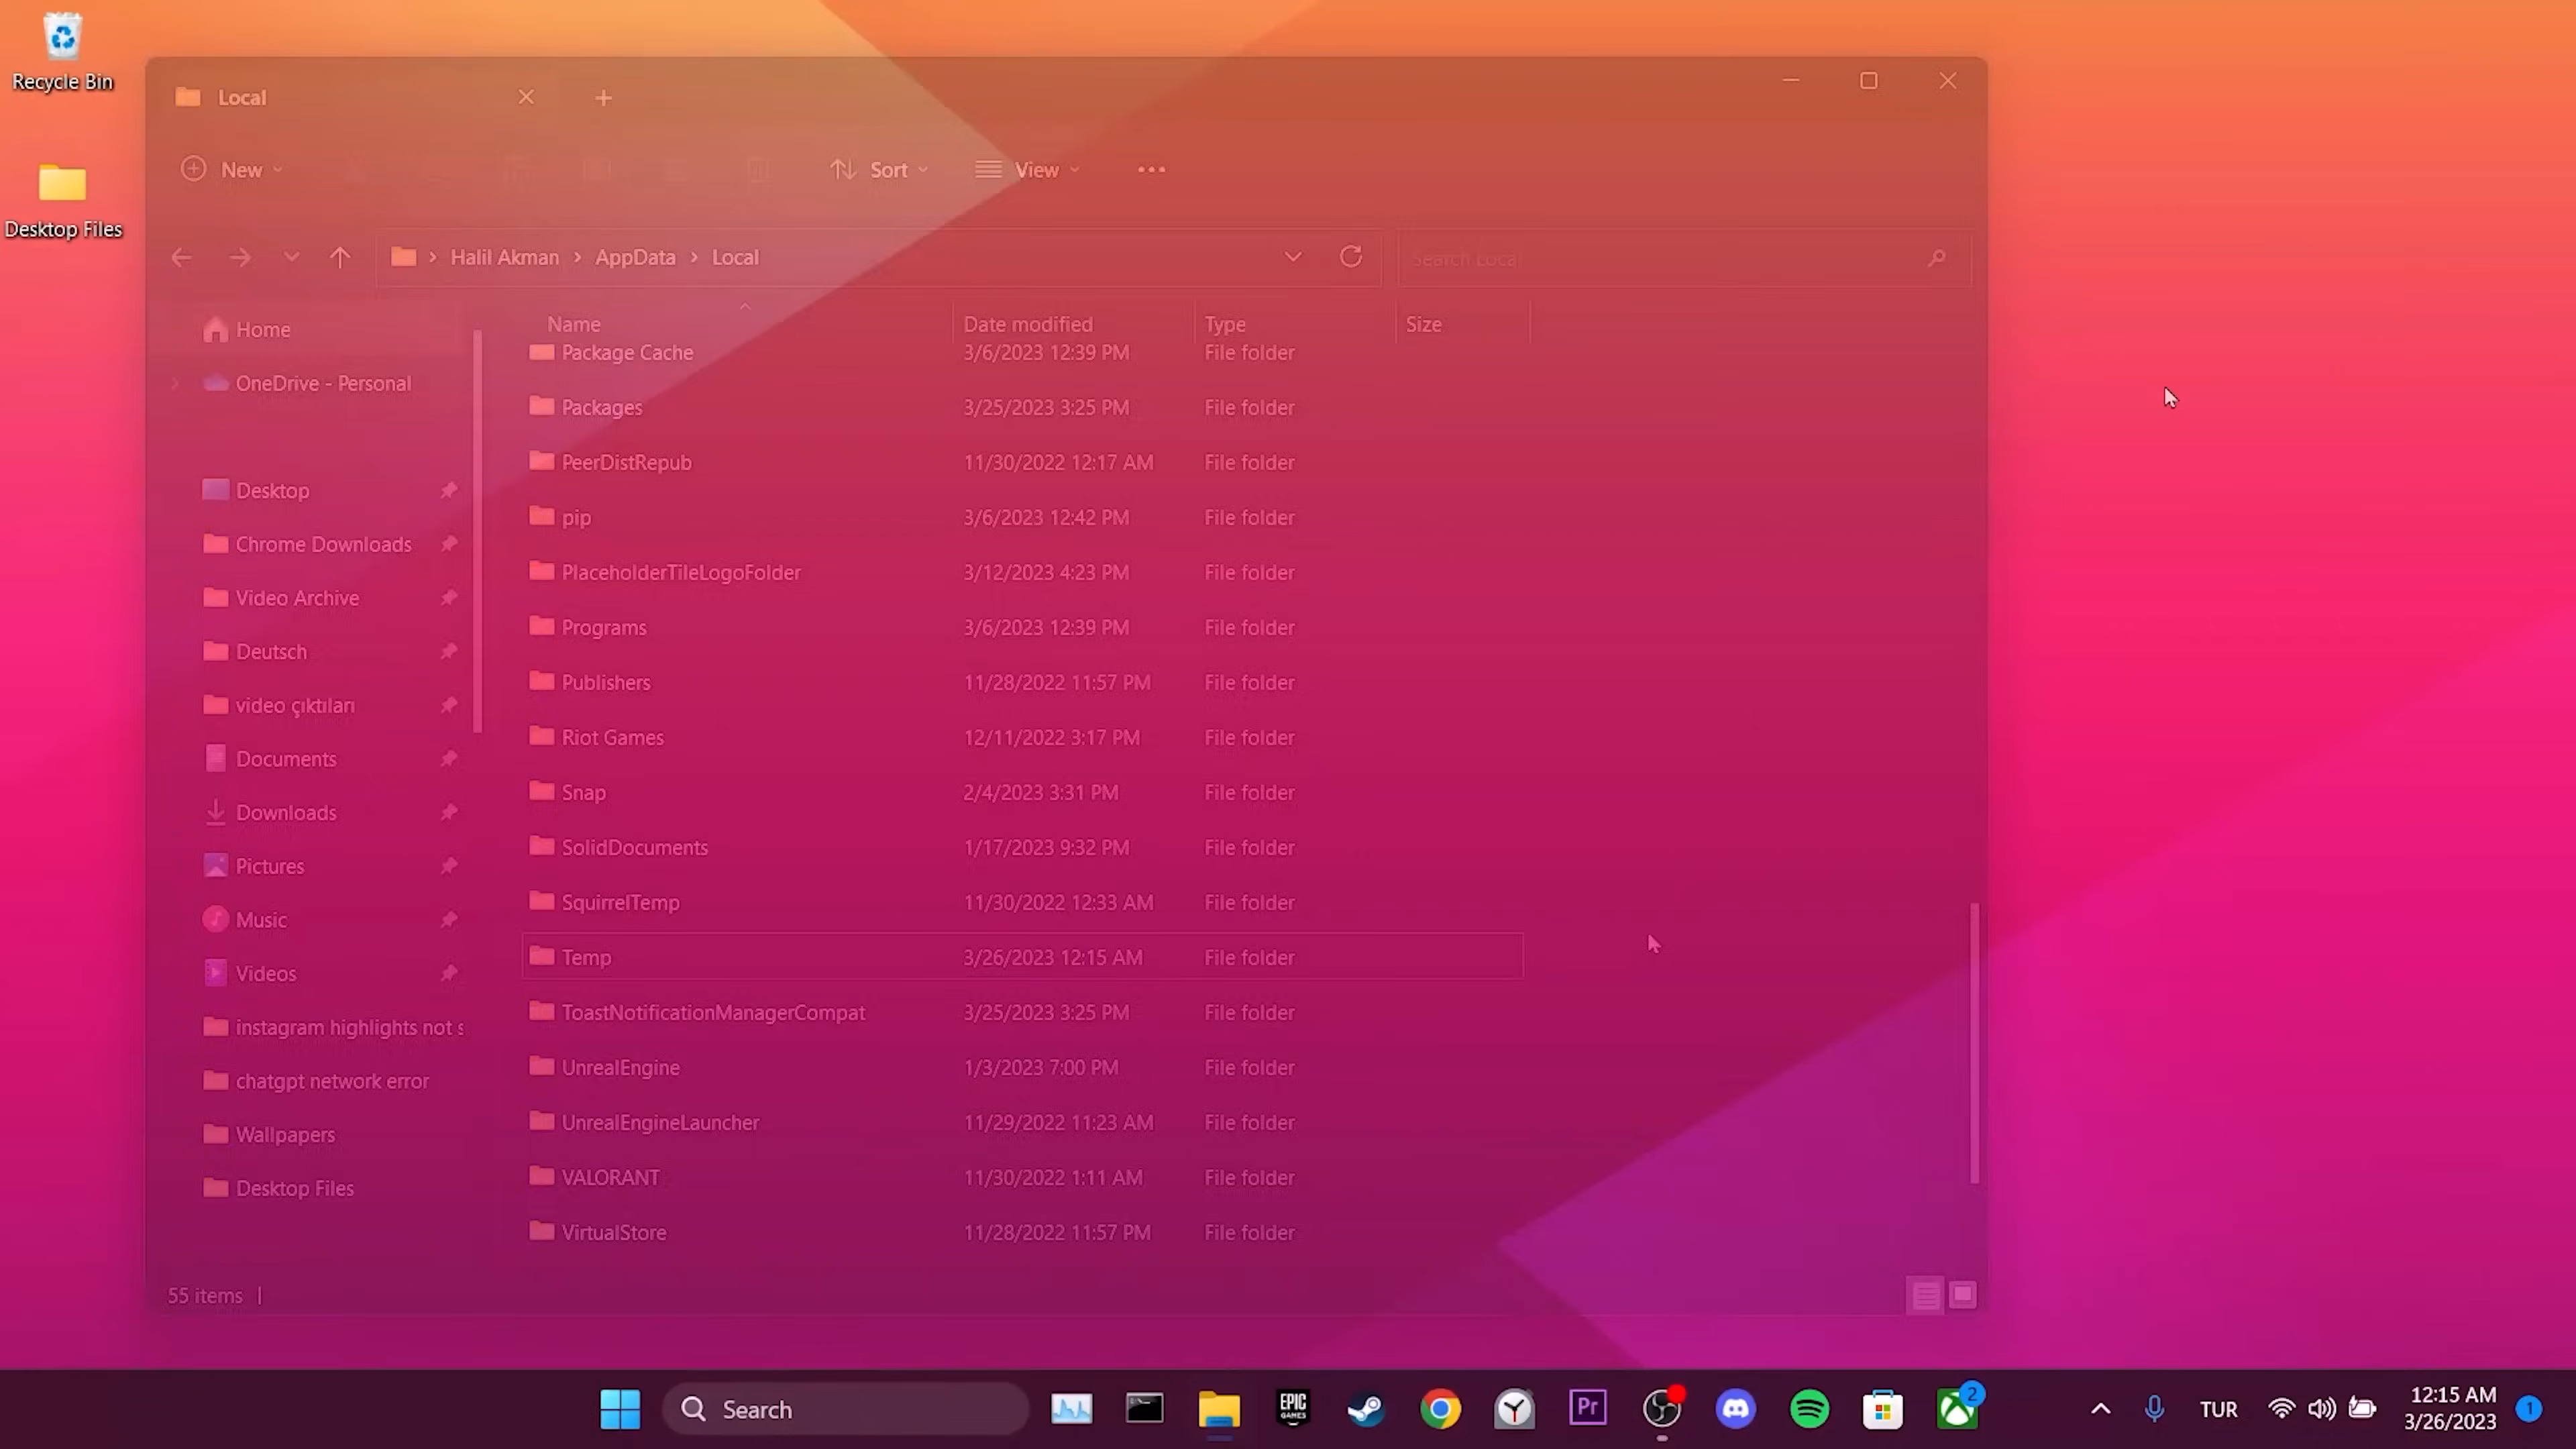 Recycle Bin
Desktop Files
Local
New
Sort
View
Halil Akman
AppData
Local
Search Local
Home
OneDrive - Personal
Desktop
Chrome Downloads
Video Archive
Deutsch
video çıktıları
Documents
Downloads
Pictures
Music
Videos
instagram highlights not s
chatgpt network error
Wallpapers
Desktop Files
Name Date modified Type Size
Package Cache 3/6/2023 12:39 PM File folder
Packages 3/25/2023 3:25 PM File folder
PeerDistRepub 11/30/2022 12:17 AM File folder
pip 3/6/2023 12:42 PM File folder
PlaceholderTileLogoFolder 3/12/2023 4:23 PM File folder
Programs 3/6/2023 12:39 PM File folder
Publishers 11/28/2022 11:57 PM File folder
Riot Games 12/11/2022 3:17 PM File folder
Snap 2/4/2023 3:31 PM File folder
SolidDocuments 1/17/2023 9:32 PM File folder
SquirrelTemp 11/30/2022 12:33 AM File folder
Temp 3/26/2023 12:15 AM File folder
ToastNotificationManagerCompat 3/25/2023 3:25 PM File folder
UnrealEngine 1/3/2023 7:00 PM File folder
UnrealEngineLauncher 11/29/2022 11:23 AM File folder
VALORANT 11/30/2022 1:11 AM File folder
VirtualStore 11/28/2022 11:57 PM File folder
55 items
Search
EPIC
GAMES
Pr
2
TUR
12:15 AM
3/26/2023
1